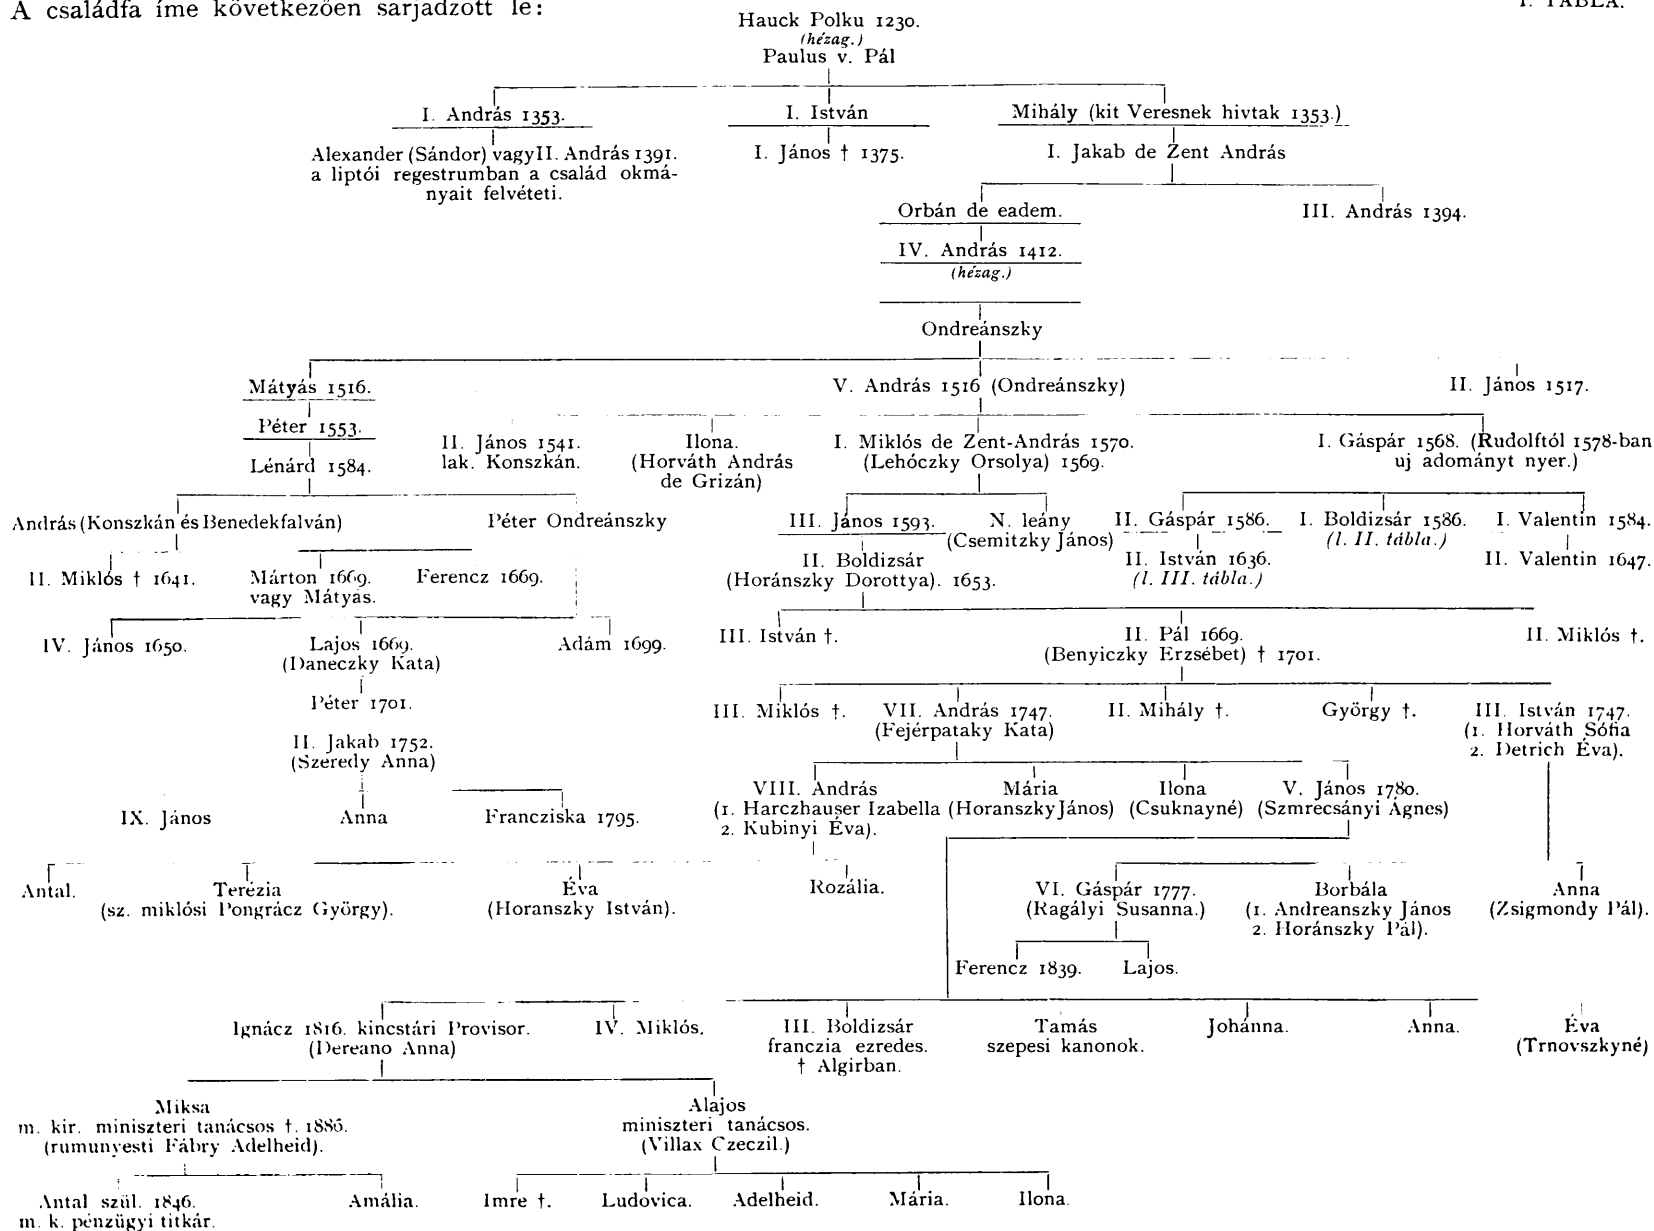 A családfa íme következően sarjadzott le:
I. TÁBLA.
Hauck Polku 1230.
(hézag.)
Paulus v. Pál
I. András 1353.
I. István
Mihály (kit Veresnek hivtak 1353.)
Alexander (Sándor) vagy II. András 1391.
a liptói regestrumban a család okmá-
nyait felvéteti.
I. János † 1375.
I. Jakab de Zent András
Orbán de eadem.
III. András 1394.
IV. András 1412.
(hézag.)
Ondreánszky
Mátyás 1516.
V. András 1516 (Ondreánszky)
II. János 1517.
Péter 1553.
Lénárd 1584.
II. János 1541.
lak. Konszkán.
Ilona.
(Horváth András
de Grizán)
I. Miklós de Zent-András 1570.
(Lehóczky Orsolya) 1569.
I. Gáspár 1568. (Rudolftól 1578-ban
uj adományt nyer.)
András (Konszkán és Benedekfalván)
Péter Ondreánszky
III. János 1593.
N. leány
(Csemitzky János)
II. Gáspár 1586.
I. Boldizsár 1586.
(l. II. tábla.)
I. Valentin 1584.
II. Miklós † 1641.
Márton 1669.
vagy Mátyás.
Ferencz 1669.
II. Boldizsár
(Horánszky Dorottya). 1653.
II. István 1636.
(l. III. tábla.)
II. Valentin 1647.
IV. János 1650.
Lajos 1669.
(Daneczky Kata)
Adám 1699.
III. István †.
II. Pál 1669.
(Benyiczky Erzsébet) † 1701.
II. Miklós †.
Péter 1701.
III. Miklós †.
VII. András 1747.
(Fejérpataky Kata)
II. Mihály †.
György †.
III. István 1747.
(1. Horváth Sófia
2. Detrich Éva).
II. Jakab 1752.
(Szeredy Anna)
IX. János
Anna
Francziska 1795.
VIII. András
(1. Harczhauser Izabella
2. Kubinyi Éva).
Mária
(Horanszky János)
Ilona
(Csuknayné)
V. János 1780.
(Szmrecsányi Ágnes)
Antal.
Terézia
(sz. miklósi Pongrácz György).
Éva
(Horanszky István).
Rozália.
VI. Gáspár 1777.
(Ragályi Susanna.)
Borbála
(1. Andreanszky János
2. Horánszky Pál).
Anna
(Zsigmondy Pál).
Ferencz 1839.
Lajos.
Ignácz 1816. kincstári Provisor.
(Dereano Anna)
IV. Miklós.
III. Boldizsár
franczia ezredes.
† Algirban.
Tamás
szepesi kanonok.
Johánna.
Anna.
Éva
(Trnovszkyné)
Miksa
m. kir. miniszteri tanácsos †. 1886.
(rumunyesti Fábry Adelheid).
Alajos
miniszteri tanácsos.
(Villax Czeczil.)
Antal szül. 1846.
m. k. pénzügyi titkár.
Amália.
Imre †.
Ludovica.
Adelheid.
Mária.
Ilona.